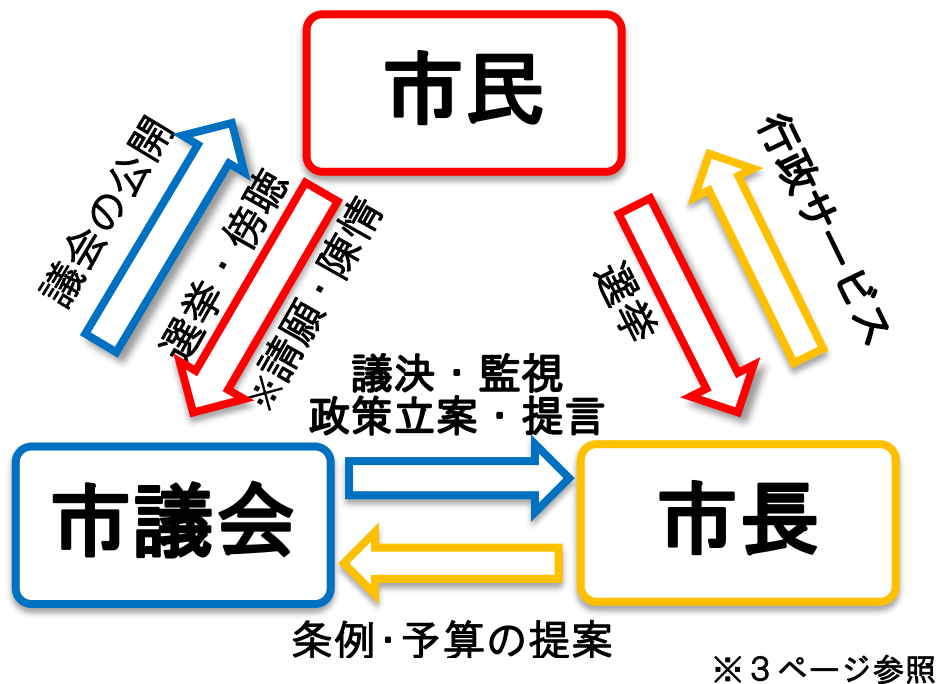 市民
議会の公開
選挙・傍聴
※請願・陳情
選挙
行政サービス
議決・監視
政策立案・提言
市議会
市長
条例・予算の提案
※３ページ参照